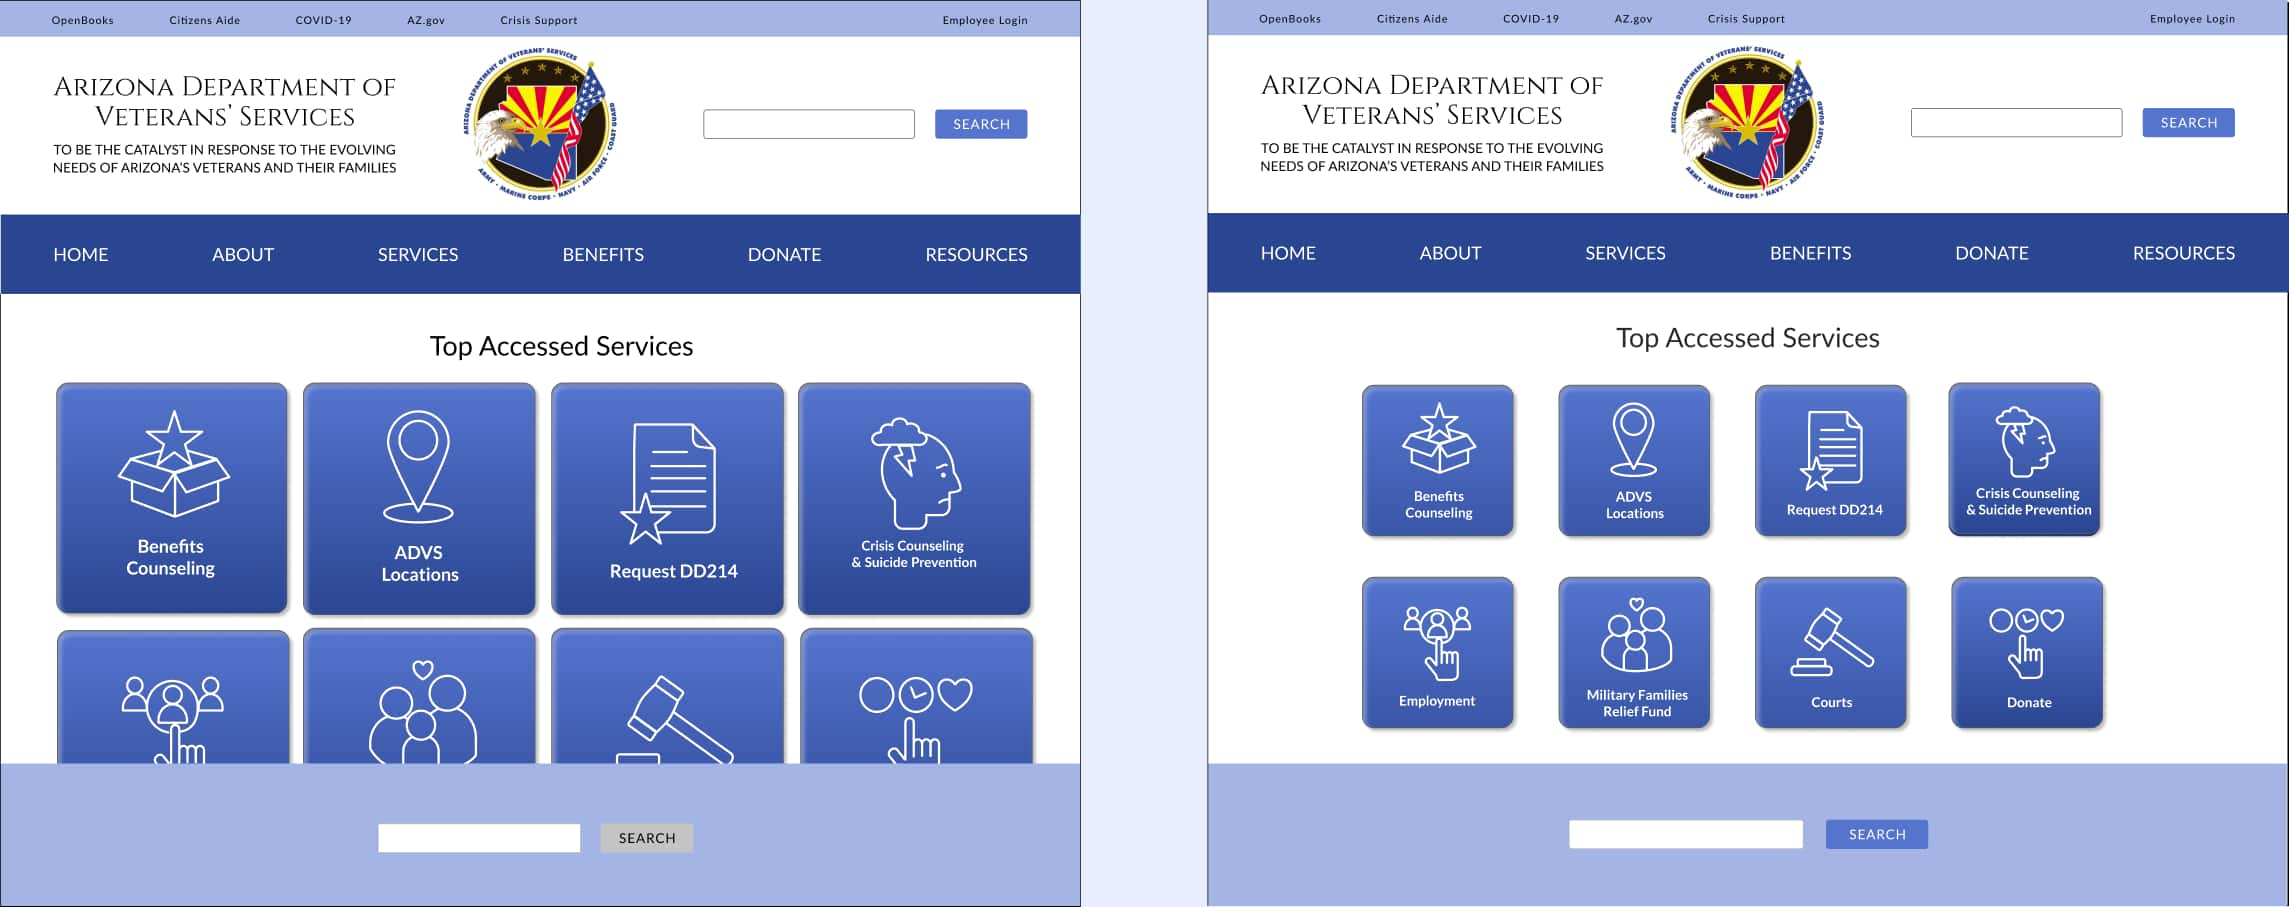 OpenBooks Citizens Aide COVID-19 AZ.gov Crisis Support Employee Login
ARIZONA DEPARTMENT OF
VETERANS' SERVICES
TO BE THE CATALYST IN RESPONSE TO THE EVOLVING
NEEDS OF ARIZONA'S VETERANS AND THEIR FAMILIES
ARIZONA DEPARTMENT OF VETERANS' SERVICES
ARMY • MARINE CORPS • NAVY • AIR FORCE • COAST GUARD
SEARCH
HOME ABOUT SERVICES BENEFITS DONATE RESOURCES
Top Accessed Services
Benefits
Counseling
ADVS
Locations
Request DD214
Crisis Counseling
& Suicide Prevention
SEARCH
OpenBooks Citizens Aide COVID-19 AZ.gov Crisis Support Employee Login
ARIZONA DEPARTMENT OF
VETERANS' SERVICES
TO BE THE CATALYST IN RESPONSE TO THE EVOLVING
NEEDS OF ARIZONA'S VETERANS AND THEIR FAMILIES
ARIZONA DEPARTMENT OF VETERANS' SERVICES
ARMY • MARINE CORPS • NAVY • AIR FORCE • COAST GUARD
SEARCH
HOME ABOUT SERVICES BENEFITS DONATE RESOURCES
Top Accessed Services
Benefits
Counseling
ADVS
Locations
Request DD214
Crisis Counseling
& Suicide Prevention
Employment
Military Families
Relief Fund
Courts
Donate
SEARCH